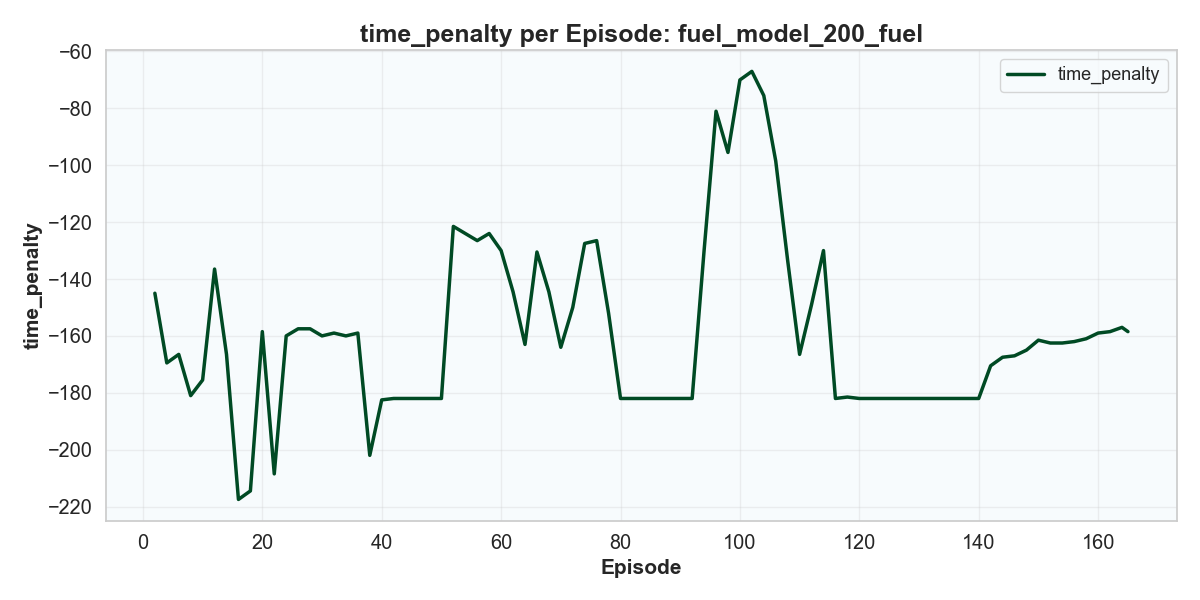 time_penalty per Episode: fuel_model_200_fuel
time_penalty
−60
−80
−100
−120
−140
−160
−180
−200
−220
time_penalty
0 20 40 60 80 100 120 140 160
Episode